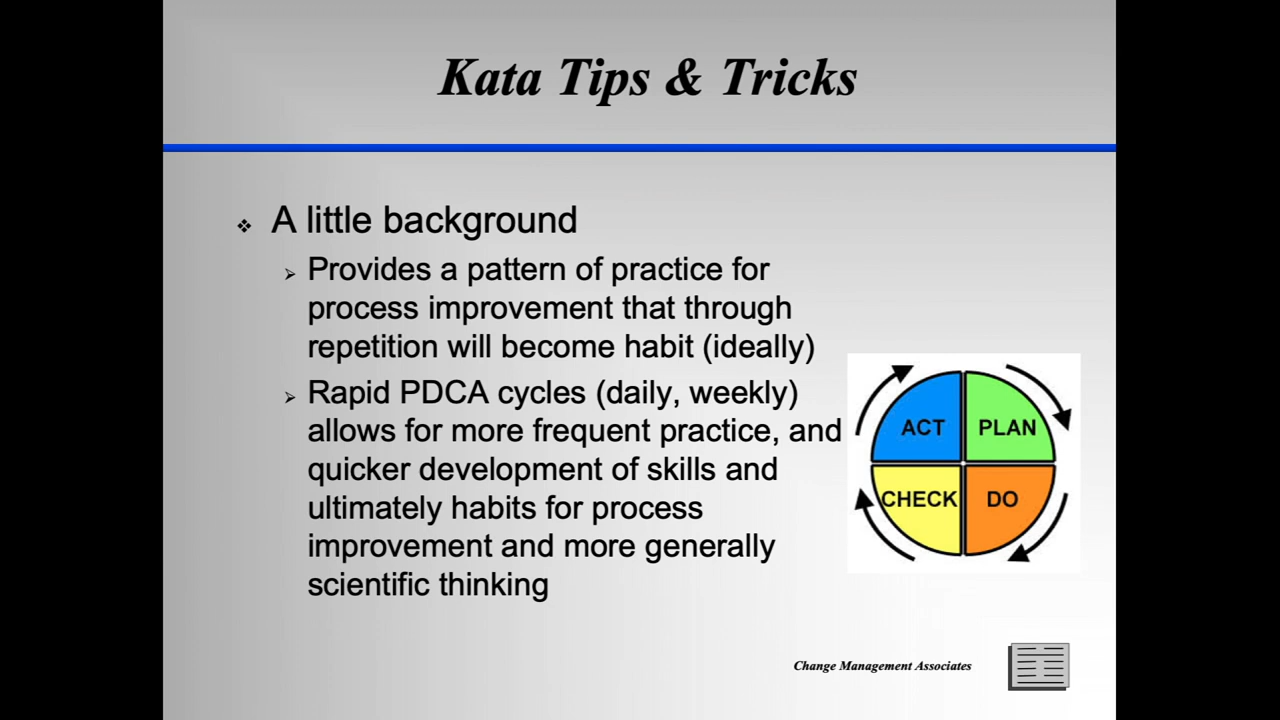 Kata Tips & Tricks
A little background
Provides a pattern of practice for
process improvement that through
repetition will become habit (ideally)
Rapid PDCA cycles (daily, weekly)
allows for more frequent practice, and
quicker development of skills and
ultimately habits for process
improvement and more generally
scientific thinking
ACT PLAN
CHECK DO
Change Management Associates